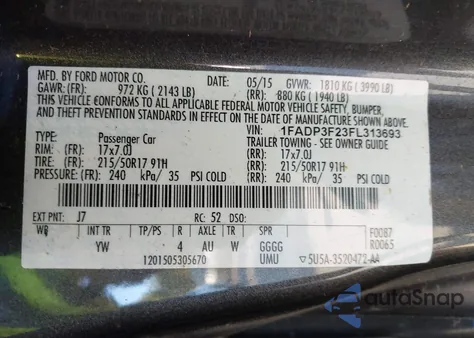 MFD. BY FORD MOTOR CO. DATE: 05/15 GVWR: 1810 KG ( 3990 LB)
GAWR: (FR): 972 KG ( 2143 LB) (RR): 880 KG ( 1940 LB)
THIS VEHICLE CONFORMS TO ALL APPLICABLE FEDERAL MOTOR VEHICLE SAFETY, BUMPER,
AND THEFT PREVENTION STANDARDS IN EFFECT ON THE DATE OF MANUFACTURE SHOWN ABOVE.
VIN: 1FADP3F23FL313693
TYPE: Passenger Car TRAILER TOWING - SEE OWNER GUIDE
RIM: (FR): 17x7.0J (RR): 17x7.0J
TIRE: (FR): 215/50R17 91H (RR): 215/50R17 91H
PRESSURE: (FR): 240 kPa/ 35 PSI COLD (RR): 240 kPa/ 35 PSI COLD
EXT PNT: J7 RC: 52 DSO: F0087
WB INT TR TP/PS R AXLE TR SPR R0065
YW 4 AU W GGGG
1201505305670 UMU 5U5A-3520472-AA
autoSnap